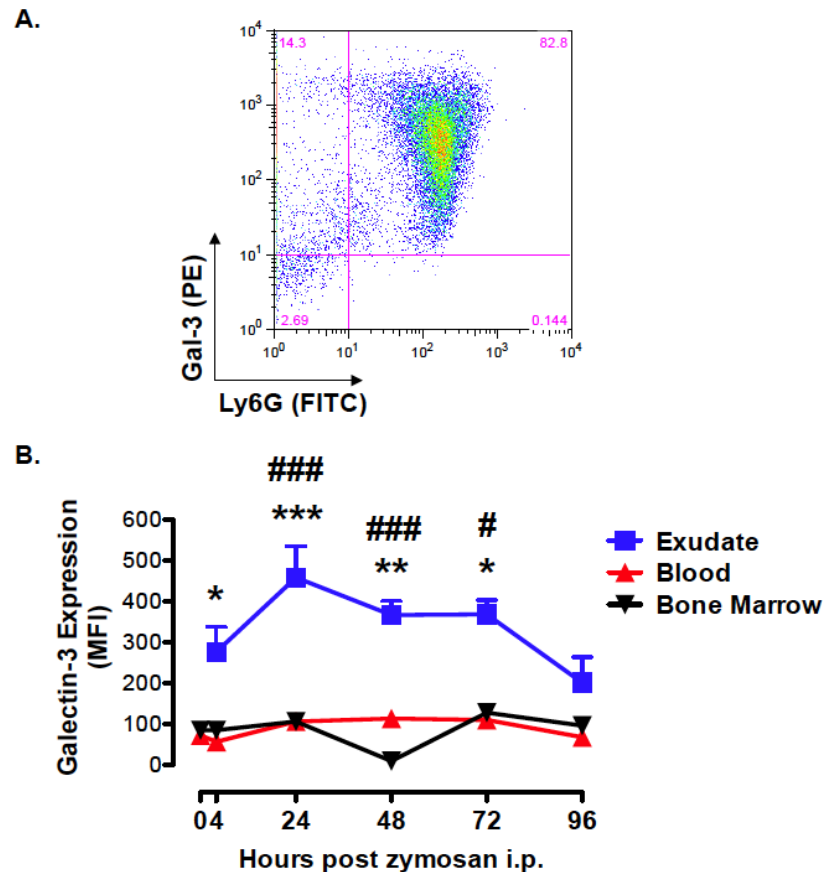 A.
10^4
14.3
82.8
10^3
10^2
10^1
10^0
2.69
0.144
10^0
10^1
10^2
10^3
10^4
Gal-3 (PE)
Ly6G (FITC)
B.
###
***
###
**
#
*
*
600
500
400
300
200
100
0
Galectin-3 Expression
(MFI)
Exudate
Blood
Bone Marrow
0 4 24 48 72 96
Hours post zymosan i.p.